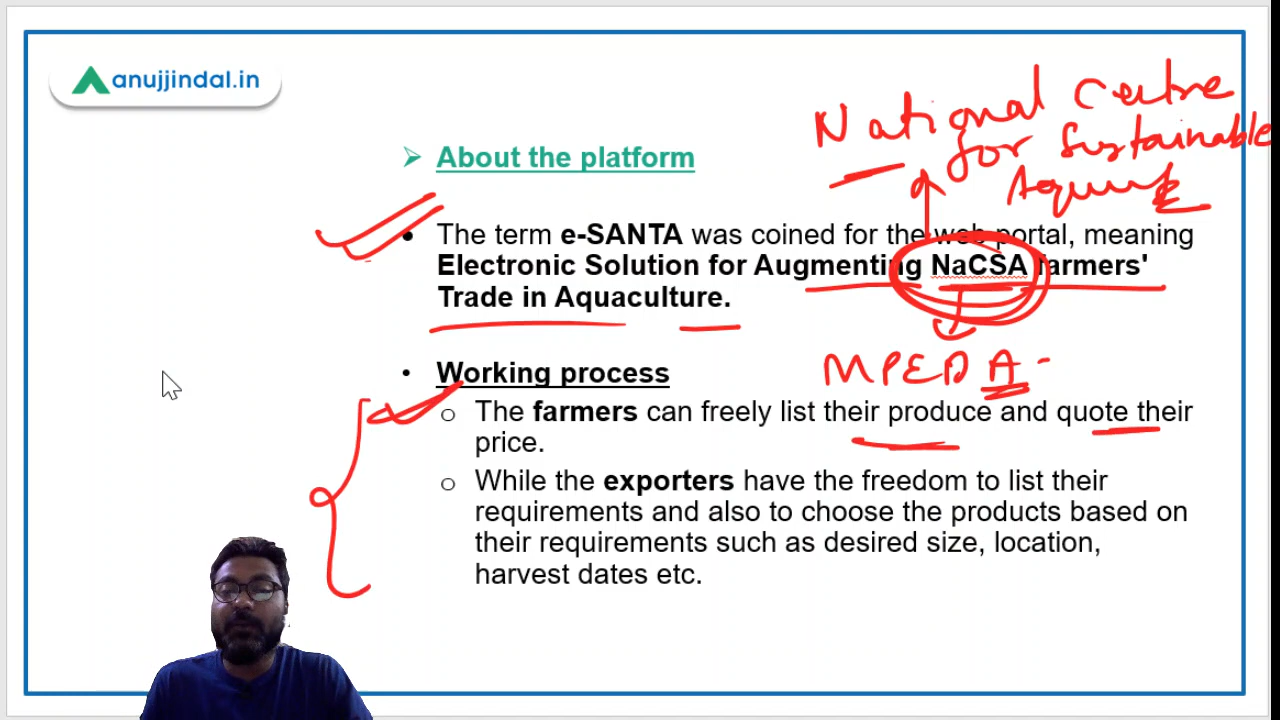 anujjindal.in
National Centre
for Sustainable
➢ About the platform
• The term e-SANTA was coined for the web portal, meaning
Electronic Solution for Augmenting NaCSA farmers'
Trade in Aquaculture.
MPEDA
• Working process
o The farmers can freely list their produce and quote their
price.
o While the exporters have the freedom to list their
requirements and also to choose the products based on
their requirements such as desired size, location,
harvest dates etc.